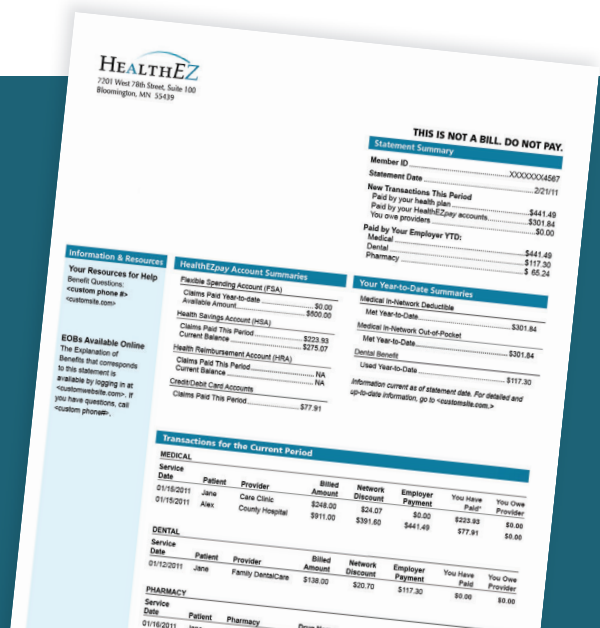 HEALTHEZ
7201 West 78th Street, Suite 100
Bloomington, MN 55439
THIS IS NOT A BILL. DO NOT PAY.
Statement Summary
Member ID XXXXXXX4567
Statement Date 2/21/11
New Transactions This Period
Paid by your health plan $441.49
Paid by your HealthEZpay accounts $301.84
You owe providers $0.00
Paid by Your Employer YTD:
Medical $441.49
Dental $117.30
Pharmacy $ 65.24
Information & Resources
Your Resources for Help
Benefit Questions:
<custom phone #>
<customsite.com>
EOBs Available Online
The Explanation of
Benefits that corresponds
to this statement is
available by logging in at
<customwebsite.com>. If
you have questions, call
<custom phone#>.
HealthEZpay Account Summaries
Flexible Spending Account (FSA)
Claims Paid Year-to-date $0.00
Available Amount $600.00
Health Savings Account (HSA)
Claims Paid This Period $223.93
Current Balance $275.07
Health Reimbursement Account (HRA)
Claims Paid This Period NA
Current Balance NA
Credit/Debit Card Accounts
Claims Paid This Period $77.91
Your Year-to-Date Summaries
Medical In-Network Deductible
Met Year-to-Date $301.84
Medical In-Network Out-of-Pocket
Met Year-to-Date $301.84
Dental Benefit
Used Year-to-Date $117.30
Information current as of statement date. For detailed and
up-to-date information, go to <customsite.com.>
Transactions for the Current Period
MEDICAL
Service Date Patient Provider Billed Amount Network Discount Employer Payment You Have Paid* You Owe Provider
01/16/2011 Jane Care Clinic $248.00 $24.07 $0.00 $223.93 $0.00
01/15/2011 Alex County Hospital $911.00 $391.60 $441.49 $77.91 $0.00
DENTAL
Service Date Patient Provider Billed Amount Network Discount Employer Payment You Have Paid You Owe Provider
01/12/2011 Jane Family DentalCare $138.00 $20.70 $117.30 $0.00 $0.00
PHARMACY
Service Date Patient Pharmacy
01/16/2011